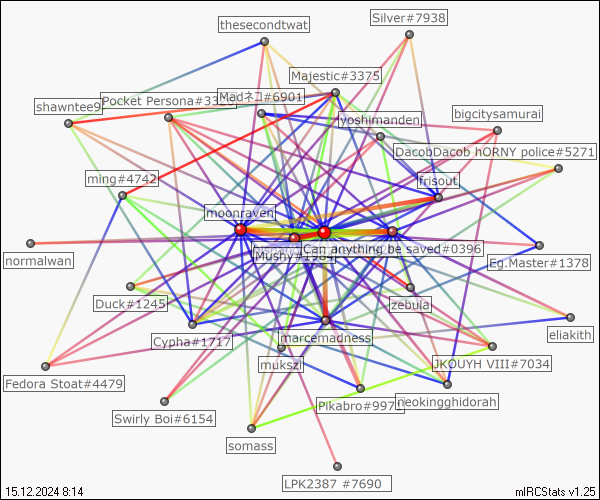 Silver#7938
thesecondtwat
Majestic#3375
MadネコI#6901
Pocket Persona#33
shawntee9
bigcitysamurai
yoshimanden
DacobDacob hORNY police#5271
ming#4742
frisout
moonraven
Can anything be saved#0396
Mushy#1984
normalwan
Eg.Master#1378
Duck#1245
zebula
eliakith
Cypha#1717
marcemadness
mukszi
JKOUYH VIII#7034
Fedora Stoat#4479
Pikabro#997
neokingghidorah
Swirly Boi#6154
somass
LPK2387 #7690
15.12.2024 8:14
mIRCStats v1.25